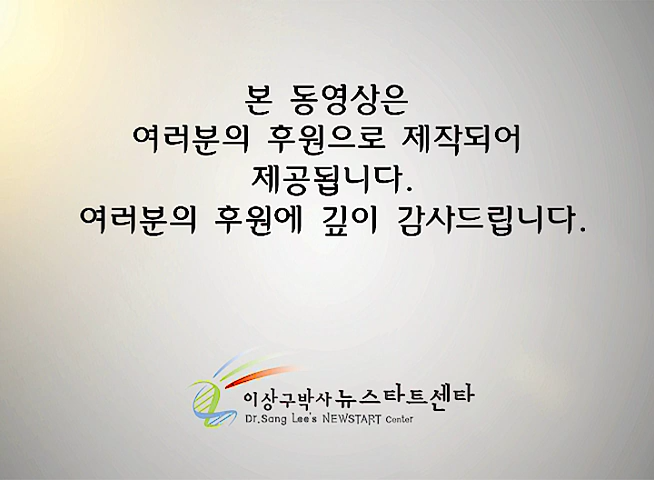 본 동영상은
여러분의 후원으로 제작되어
제공됩니다.
여러분의 후원에 깊이 감사드립니다.
이상구박사 뉴스타트센타
Dr.Sang Lee's NEWSTART Center